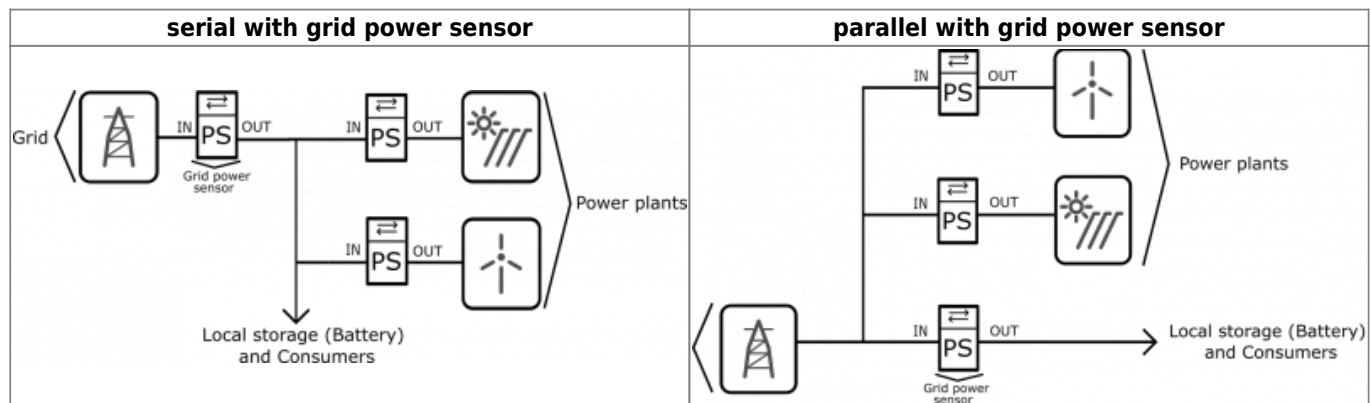 serial with grid power sensor
parallel with grid power sensor
Grid
IN
PS
OUT
Grid power
sensor
IN
PS
OUT
IN
PS
OUT
Power plants
Local storage (Battery)
and Consumers
IN
PS
OUT
IN
PS
OUT
Power plants
IN
PS
OUT
Grid power
sensor
Local storage (Battery)
and Consumers